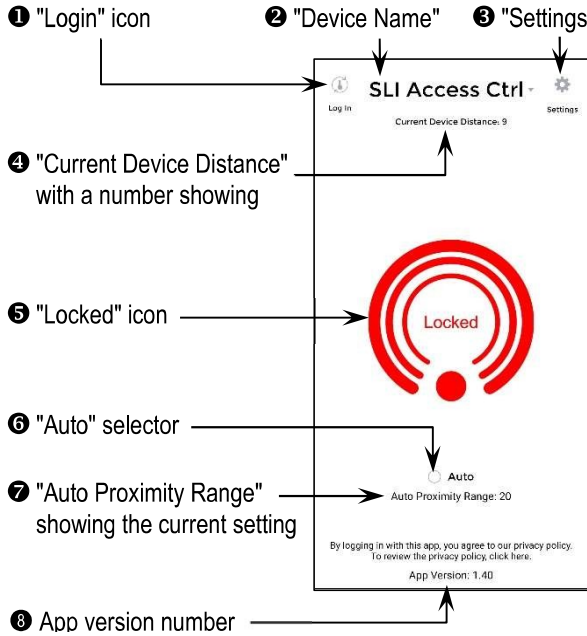 ❶ "Login" icon ❷ "Device Name" ❸ "Settings
SLI Access Ctrl
Log In Settings
Current Device Distance: 9
❹ "Current Device Distance"
with a number showing
❺ "Locked" icon
Locked
❻ "Auto" selector
Auto
❼ "Auto Proximity Range"
showing the current setting
Auto Proximity Range: 20
By logging in with this app, you agree to our privacy policy.
To review the privacy policy, click here.
App Version: 1.40
❽ App version number